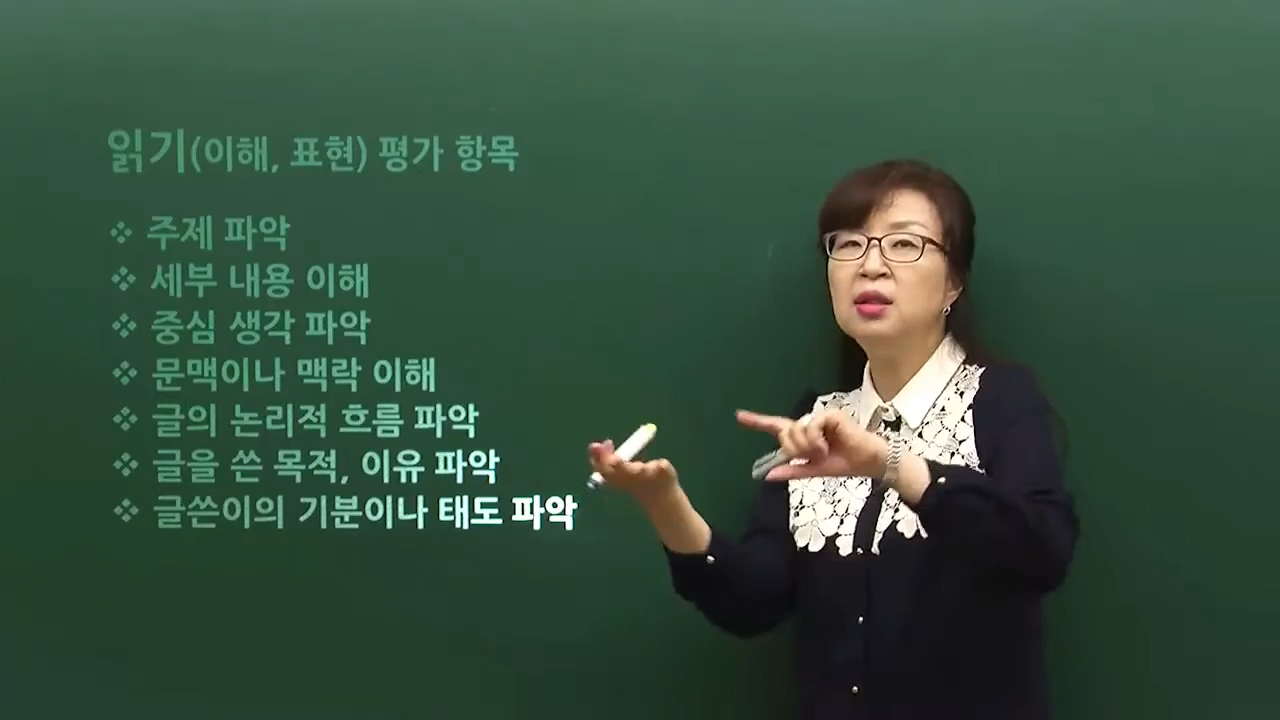 읽기(이해, 표현) 평가 항목
❖ 주제 파악
❖ 세부 내용 이해
❖ 중심 생각 파악
❖ 문맥이나 맥락 이해
❖ 글의 논리적 흐름 파악
❖ 글을 쓴 목적, 이유 파악
❖ 글쓴이의 기분이나 태도 파악